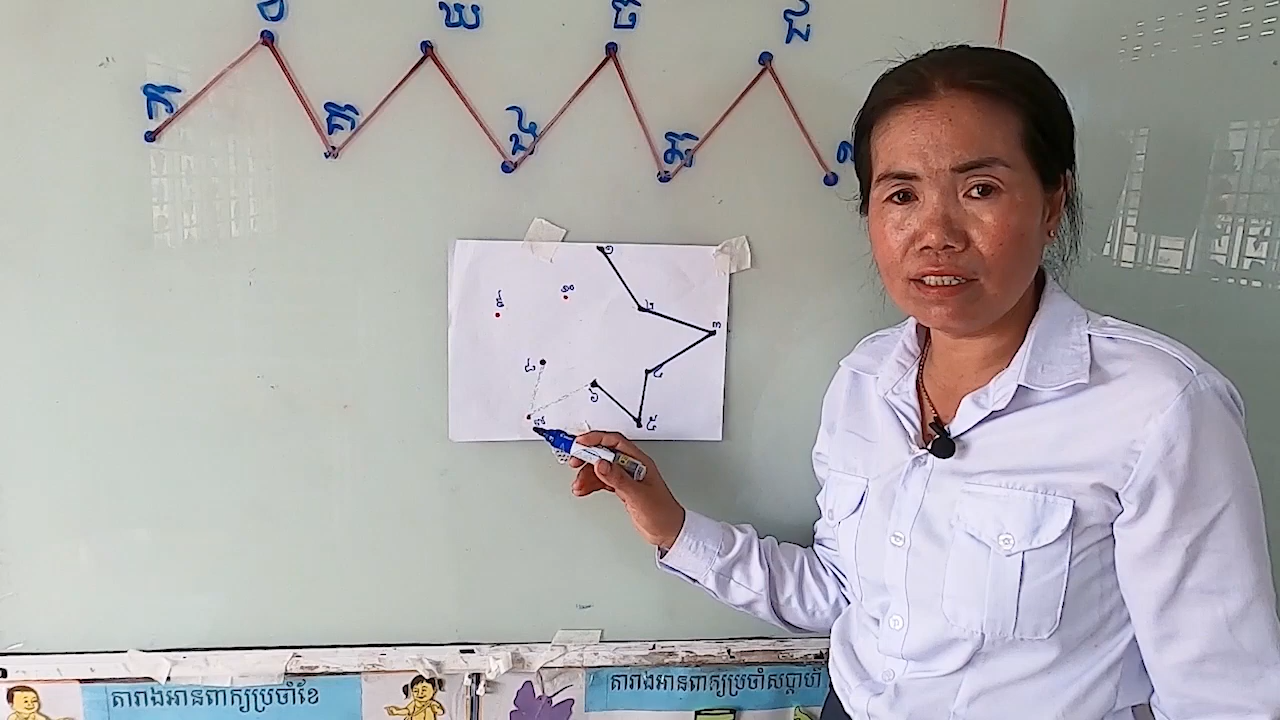 ខ ឃ ច ជ
ក គ ង ឆ
១
២
៣
៤
៥
៦
៧
៨
៩
១០
តារាងអានពាក្យប្រចាំខែ
តារាងអានពាក្យប្រចាំសប្តាហ៍